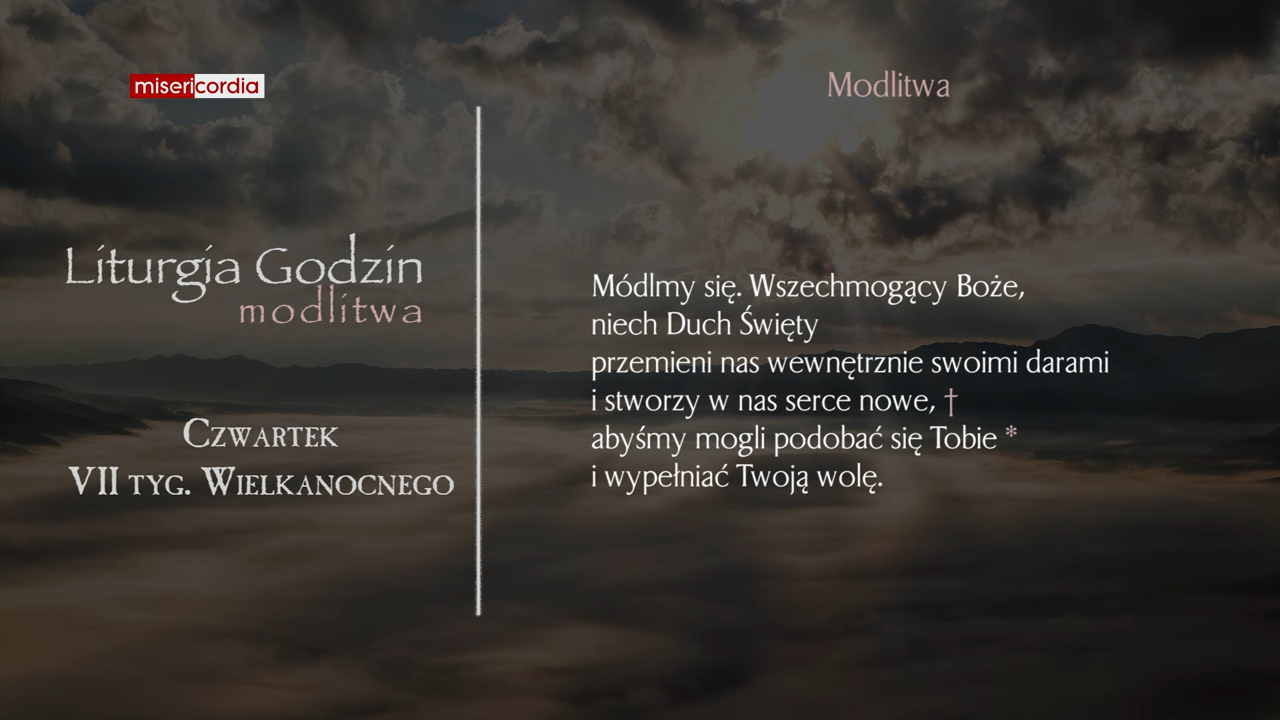 misericordia
Liturgia Godzin
modlitwa
Czwartek
VII tyg. Wielkanocnego
Modlitwa
Módlmy się. Wszechmogący Boże,
niech Duch Święty
przemieni nas wewnętrznie swoimi darami
i stworzy w nas serce nowe, †
abyśmy mogli podobać się Tobie *
i wypełniać Twoją wolę.